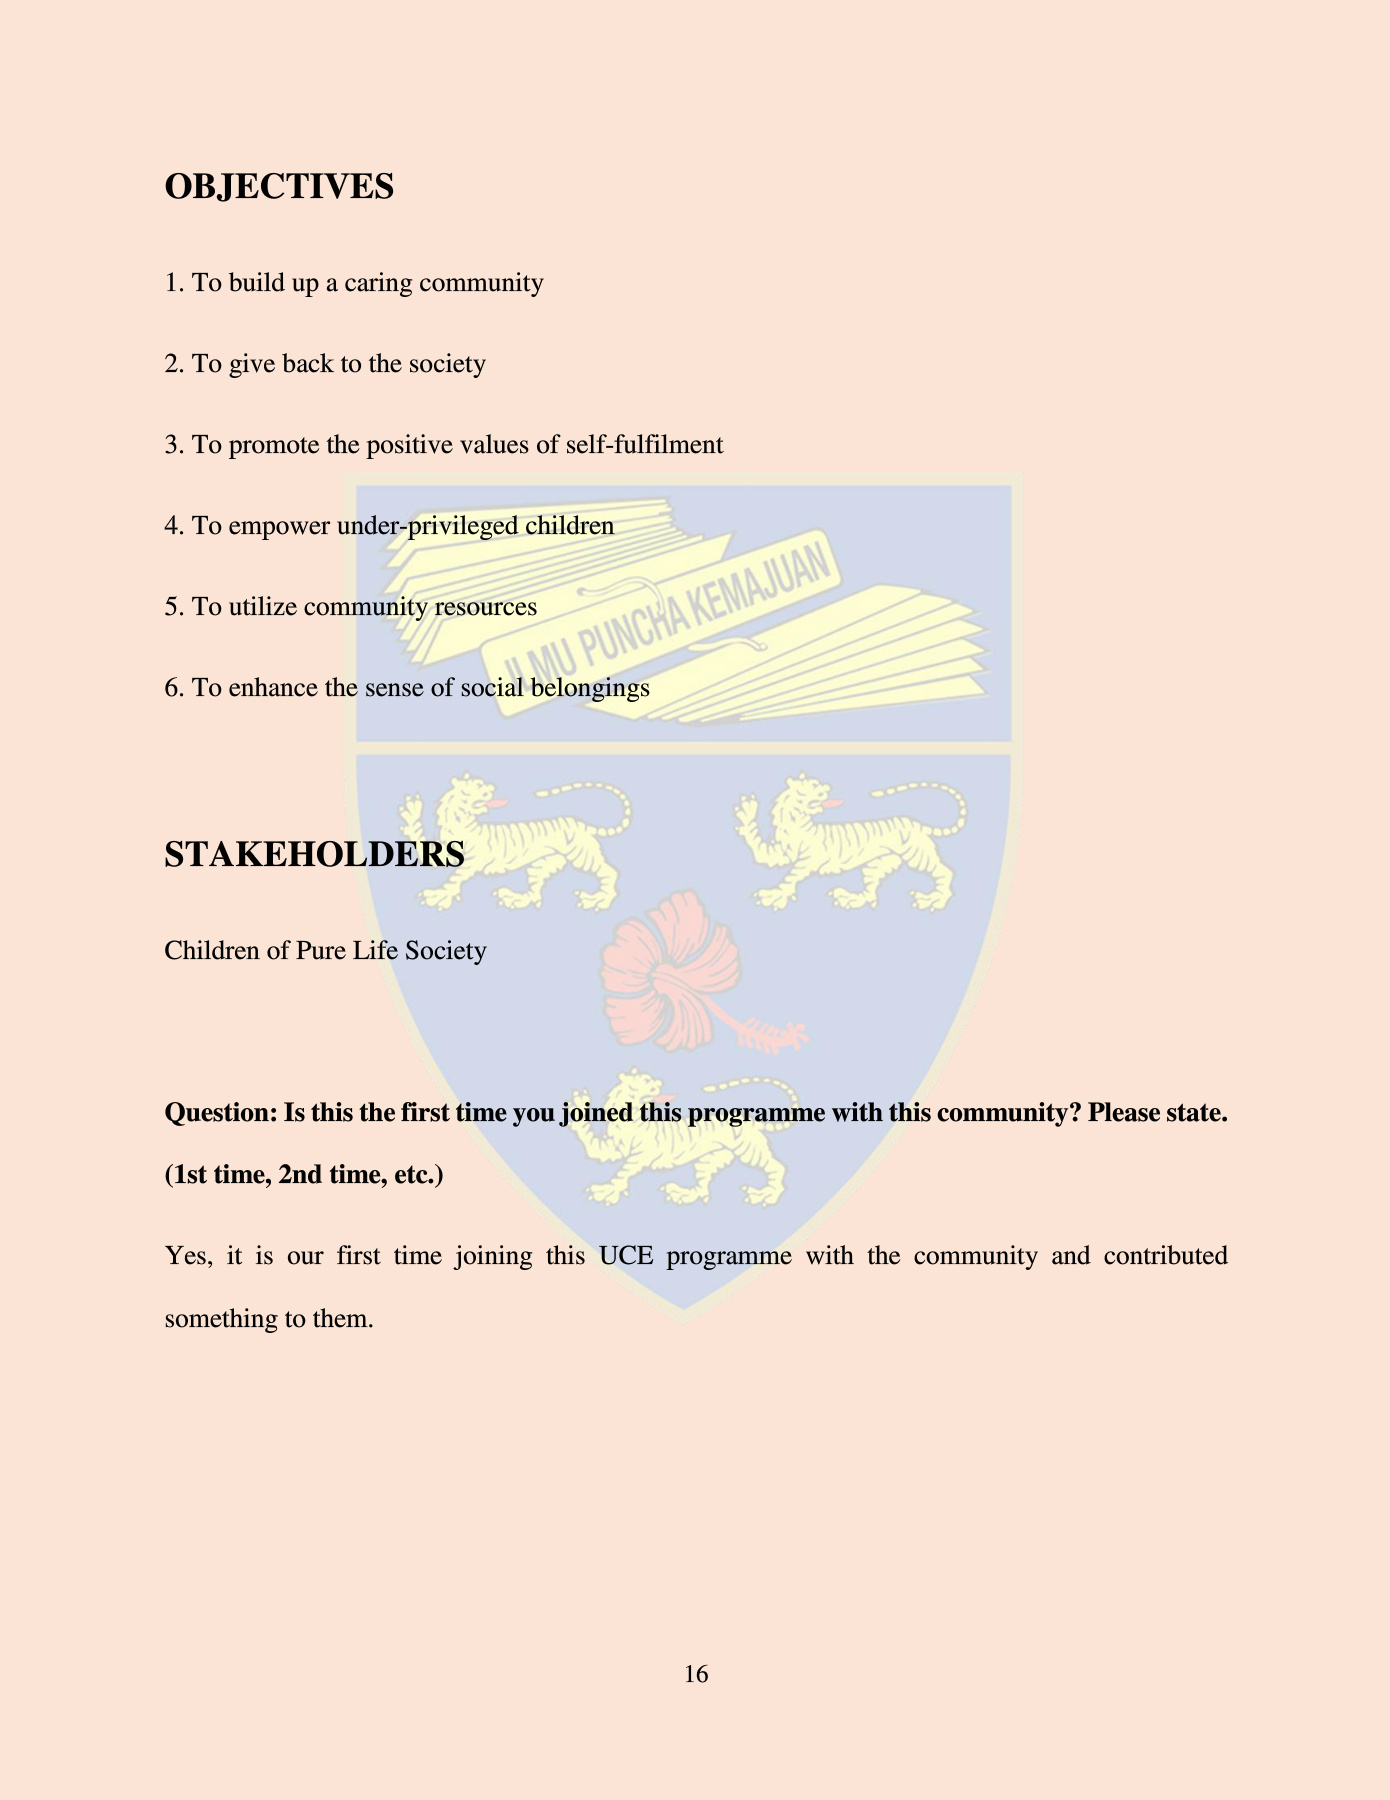 OBJECTIVES
1. To build up a caring community
2. To give back to the society
3. To promote the positive values of self-fulfilment
4. To empower under-privileged children
ILMU PUNCHA KEMAJUAN
5. To utilize community resources
6. To enhance the sense of social belongings
STAKEHOLDERS
Children of Pure Life Society
Question: Is this the first time you joined this programme with this community? Please state.
(1st time, 2nd time, etc.)
Yes, it is our first time joining this UCE programme with the community and contributed
something to them.
16